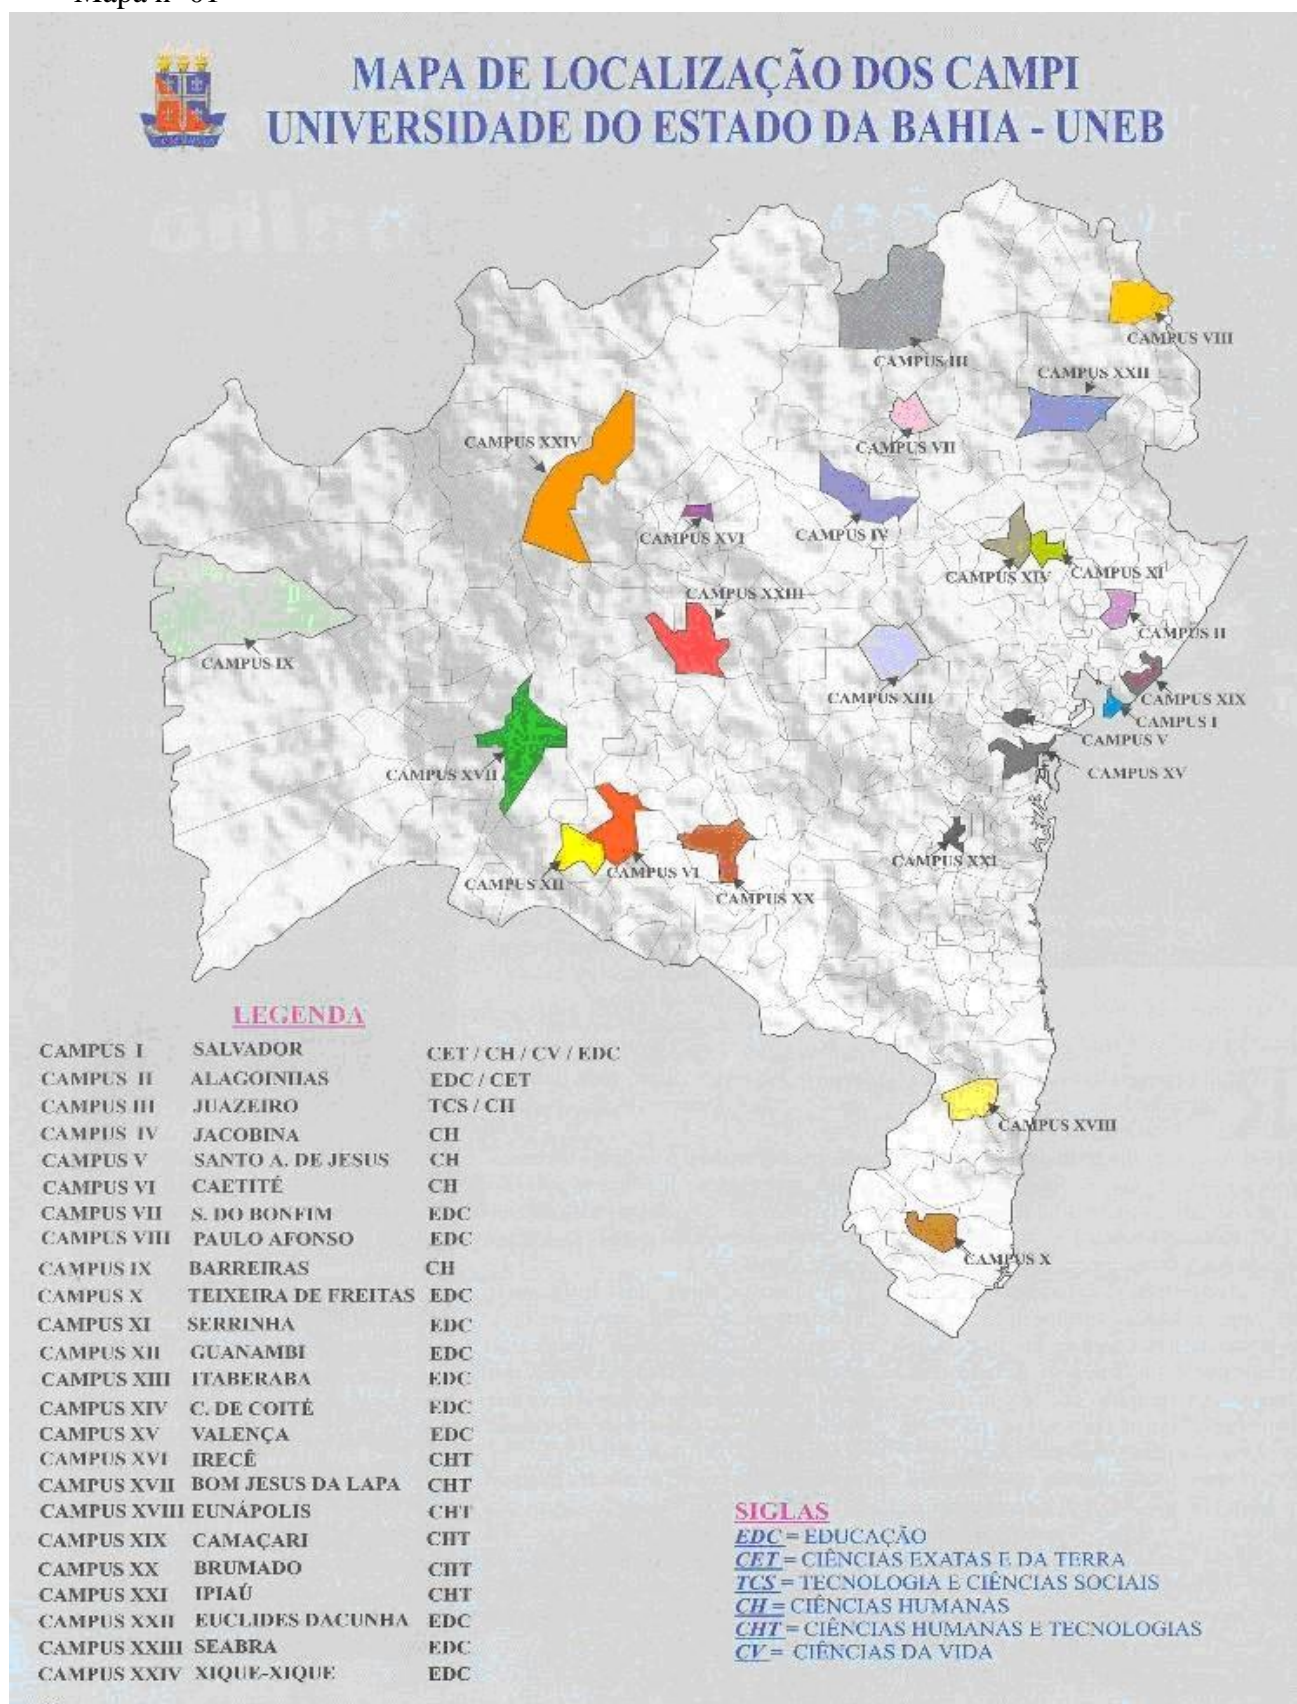 Mapa nº 01
MAPA DE LOCALIZAÇÃO DOS CAMPI
UNIVERSIDADE DO ESTADO DA BAHIA - UNEB
CAMPUS VIII
CAMPUS III
CAMPUS XXII
CAMPUS XXIV
CAMPUS VII
CAMPUS XVI
CAMPUS IV
CAMPUS XIV
CAMPUS XI
CAMPUS XXIII
CAMPUS II
CAMPUS IX
CAMPUS XIII
CAMPUS XIX
CAMPUS I
CAMPUS V
CAMPUS XVII
CAMPUS XV
CAMPUS XXI
CAMPUS VI
CAMPUS XII
CAMPUS XX
CAMPUS XVIII
CAMPUS X
LEGENDA
CAMPUS I SALVADOR CET / CH / CV / EDC
CAMPUS II ALAGOINHAS EDC / CET
CAMPUS III JUAZEIRO TCS / CH
CAMPUS IV JACOBINA CH
CAMPUS V SANTO A. DE JESUS CH
CAMPUS VI CAETITÉ CH
CAMPUS VII S. DO BONFIM EDC
CAMPUS VIII PAULO AFONSO EDC
CAMPUS IX BARREIRAS CH
CAMPUS X TEIXEIRA DE FREITAS EDC
CAMPUS XI SERRINHA EDC
CAMPUS XII GUANAMBI EDC
CAMPUS XIII ITABERABA EDC
CAMPUS XIV C. DE COITÉ EDC
CAMPUS XV VALENÇA EDC
CAMPUS XVI IRECÊ CHT
CAMPUS XVII BOM JESUS DA LAPA CHT
CAMPUS XVIII EUNÁPOLIS CHT
CAMPUS XIX CAMAÇARI CHT
CAMPUS XX BRUMADO CHT
CAMPUS XXI IPIAÚ CHT
CAMPUS XXII EUCLIDES DACUNHA EDC
CAMPUS XXIII SEABRA EDC
CAMPUS XXIV XIQUE-XIQUE EDC
SIGLAS
EDC = EDUCAÇÃO
CET = CIÊNCIAS EXATAS E DA TERRA
TCS = TECNOLOGIA E CIÊNCIAS SOCIAIS
CH = CIÊNCIAS HUMANAS
CHT = CIÊNCIAS HUMANAS E TECNOLOGIAS
CV = CIÊNCIAS DA VIDA